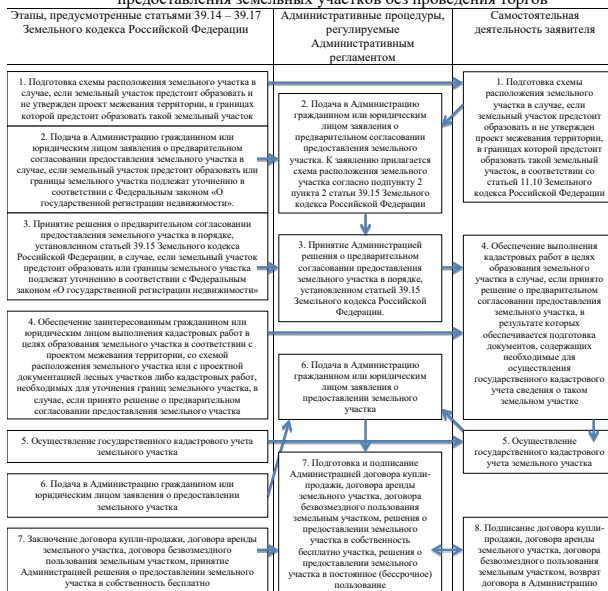 предоставления земельных участков без проведения торгов
Этапы, предусмотренные статьями 39.14 – 39.17
Земельного кодекса Российской Федерации
Административные процедуры,
регулируемые
Административным
регламентом
Самостоятельная
деятельность заявителя
1. Подготовка схемы расположения земельного участка в
случае, если земельный участок предстоит образовать и
не утвержден проект межевания территории, в границах
которой предстоит образовать такой земельный участок
2. Подача в Администрацию гражданином или
юридическим лицом заявления о предварительном
согласовании предоставления земельного участка в
случае, если земельный участок предстоит образовать или
границы земельного участка подлежат уточнению в
соответствии с Федеральным законом «О
государственной регистрации недвижимости».
3. Принятие решения о предварительном согласовании
предоставления земельного участка в порядке,
установленном статьей 39.15 Земельного кодекса
Российской Федерации, в случае, если земельный участок
предстоит образовать или границы земельного участка
подлежат уточнению в соответствии с Федеральным
законом «О государственной регистрации недвижимости»
4. Обеспечение заинтересованным гражданином или
юридическим лицом выполнения кадастровых работ в
целях образования земельного участка в соответствии с
проектом межевания территории, со схемой
расположения земельного участка или с проектной
документацией лесных участков либо кадастровых работ,
необходимых для уточнения границ земельного участка, в
случае, если принято решение о предварительном
согласовании предоставления земельного участка
5. Осуществление государственного кадастрового учета
земельного участка
6. Подача в Администрацию гражданином или
юридическим лицом заявления о предоставлении
земельного участка
7. Заключение договора купли-продажи, договора аренды
земельного участка, договора безвозмездного
пользования земельным участком, принятие
Администрацией решения о предоставлении земельного
участка в собственность бесплатно
2. Подача в Администрацию
гражданином или юридическим
лицом заявления о
предварительном согласовании
предоставления земельного
участка. К заявлению прилагается
схема расположения земельного
участка согласно подпункту 2
пункта 2 статьи 39.15 Земельного
кодекса Российской Федерации
3. Принятие Администрацией
решения о предварительном
согласовании предоставления
земельного участка в порядке,
установленном статьей 39.15
Земельного кодекса Российской
Федерации.
6. Подача в Администрацию
гражданином или юридическим
лицом заявления о
предоставлении земельного
участка
7. Подготовка и подписание
Администрацией договора купли-
продажи, договора аренды
земельного участка, договора
безвозмездного пользования
земельным участком, решения о
предоставлении земельного
участка в собственность
бесплатно участка, решения о
предоставлении земельного
участка в постоянное (бессрочное)
пользование
1. Подготовка схемы
расположения земельного
участка в случае, если
земельный участок предстоит
образовать и не утвержден
проект межевания территории,
в границах которой предстоит
образовать такой земельный
участок, в соответствии со
статьей 11.10 Земельного
кодекса Российской Федерации
4. Обеспечение выполнения
кадастровых работ в целях
образования земельного
участка в случае, если принято
решение о предварительном
согласовании предоставления
земельного участка, в
результате которых
обеспечивается подготовка
документов, содержащих
необходимые для
осуществления
государственного кадастрового
учета сведения о таком
земельном участке
5. Осуществление
государственного кадастрового
учета земельного участка
8. Подписание договора купли-
продажи, договора аренды
земельного участка, договора
безвозмездного пользования
земельным участком, возврат
договора в Администрацию